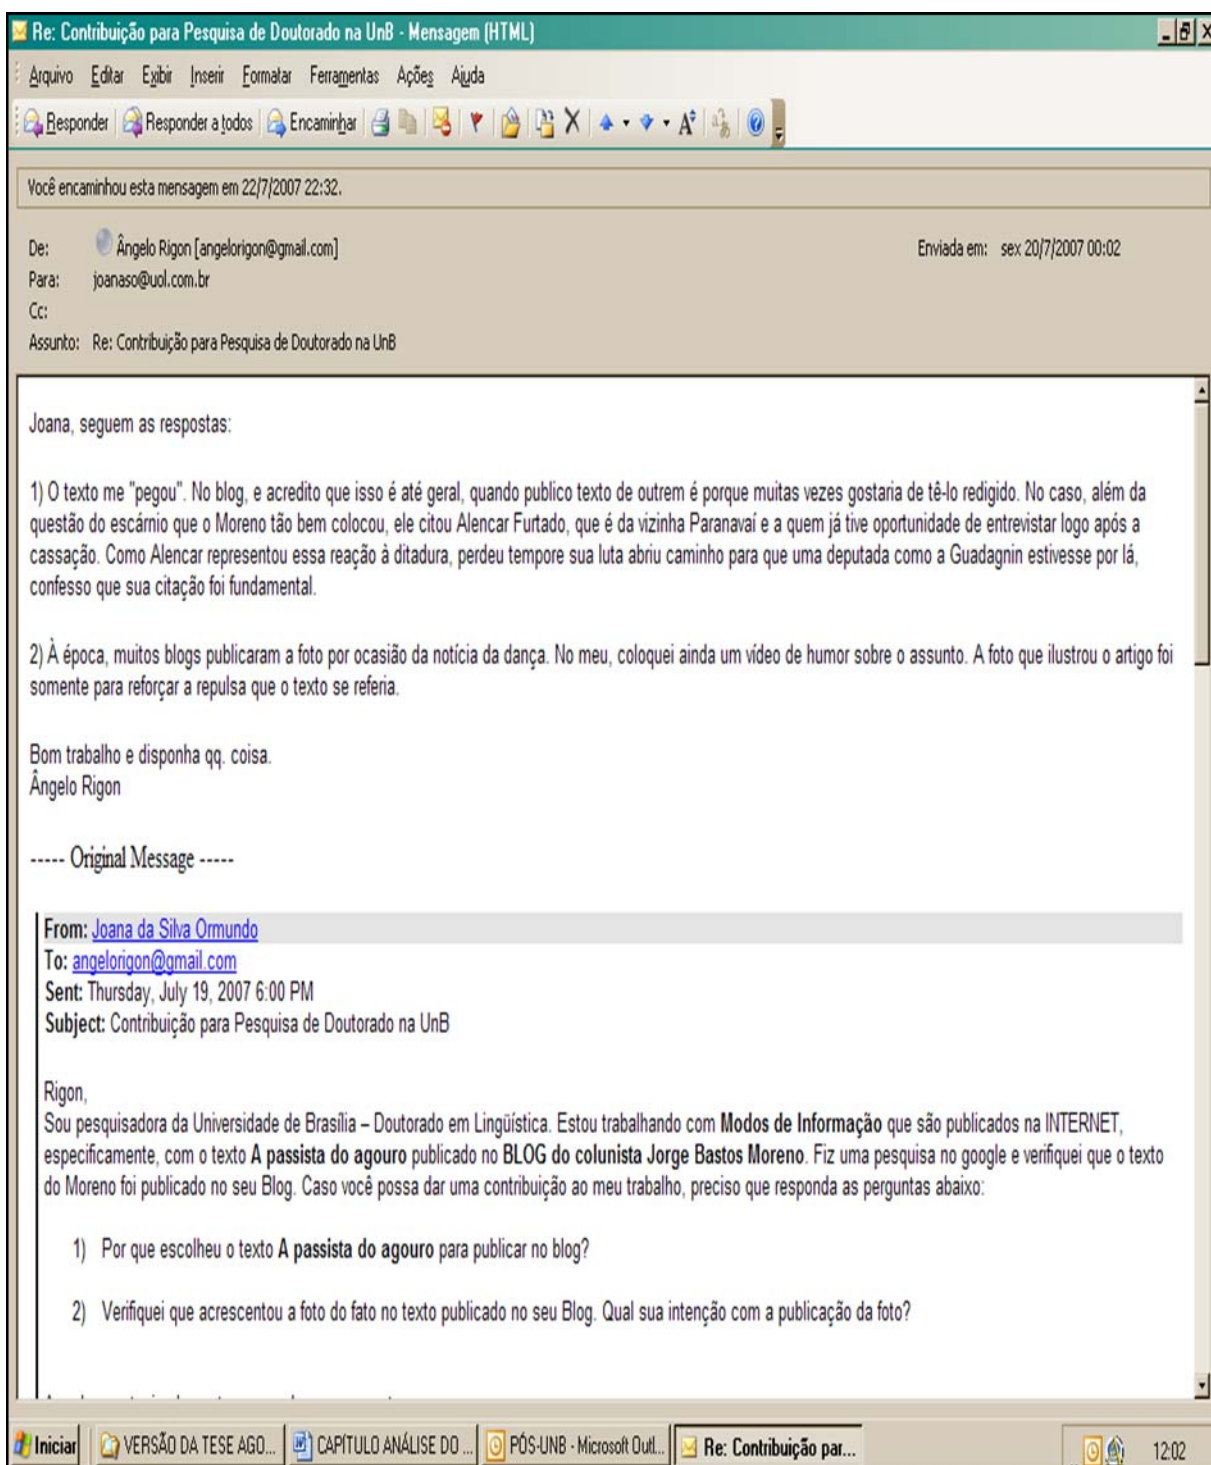 Re: Contribuição para Pesquisa de Doutorado na UnB - Mensagem (HTML)
Arquivo Editar Exibir Inserir Formatar Ferramentas Ações Ajuda
Responder Responder a todos Encaminhar
Você encaminhou esta mensagem em 22/7/2007 22:32.
De: Ângelo Rigon [angelorigon@gmail.com] Enviada em: sex 20/7/2007 00:02
Para: joanaso@uol.com.br
Cc:
Assunto: Re: Contribuição para Pesquisa de Doutorado na UnB
Joana, seguem as respostas:
1) O texto me "pegou". No blog, e acredito que isso é até geral, quando publico texto de outrem é porque muitas vezes gostaria de tê-lo redigido. No caso, além da
questão do escárnio que o Moreno tão bem colocou, ele citou Alencar Furtado, que é da vizinha Paranavaí e a quem já tive oportunidade de entrevistar logo após a
cassação. Como Alencar representou essa reação à ditadura, perdeu tempore sua luta abriu caminho para que uma deputada como a Guadagnin estivesse por lá,
confesso que sua citação foi fundamental.
2) À época, muitos blogs publicaram a foto por ocasião da notícia da dança. No meu, coloquei ainda um vídeo de humor sobre o assunto. A foto que ilustrou o artigo foi
somente para reforçar a repulsa que o texto se referia.
Bom trabalho e disponha qq. coisa.
Ângelo Rigon
----- Original Message -----
From: Joana da Silva Ormundo
To: angelorigon@gmail.com
Sent: Thursday, July 19, 2007 6:00 PM
Subject: Contribuição para Pesquisa de Doutorado na UnB
Rigon,
Sou pesquisadora da Universidade de Brasília – Doutorado em Lingüística. Estou trabalhando com Modos de Informação que são publicados na INTERNET,
especificamente, com o texto A passista do agouro publicado no BLOG do colunista Jorge Bastos Moreno. Fiz uma pesquisa no google e verifiquei que o texto
do Moreno foi publicado no seu Blog. Caso você possa dar uma contribuição ao meu trabalho, preciso que responda as perguntas abaixo:
1) Por que escolheu o texto A passista do agouro para publicar no blog?
2) Verifiquei que acrescentou a foto do fato no texto publicado no seu Blog. Qual sua intenção com a publicação da foto?
Iniciar VERSÃO DA TESE AGO... CAPÍTULO ANÁLISE DO ... PÓS-UNB - Microsoft Outl... Re: Contribuição par... 12:02